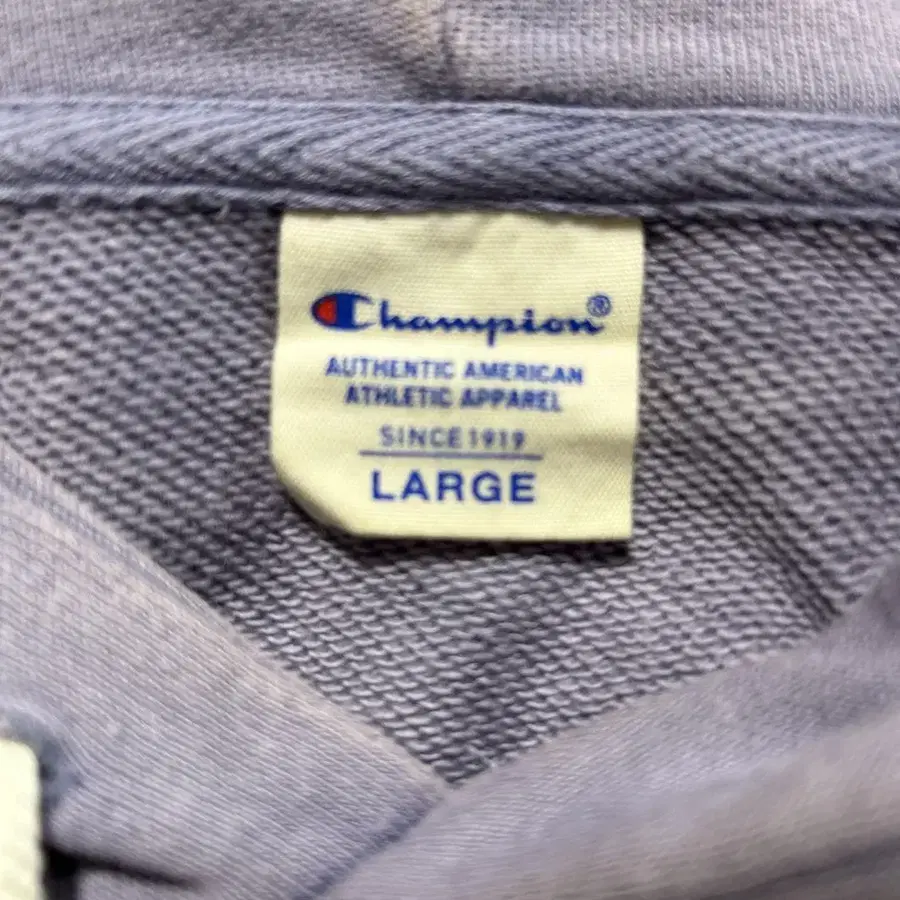 Champion®
AUTHENTIC AMERICAN
ATHLETIC APPAREL
SINCE 1919
LARGE